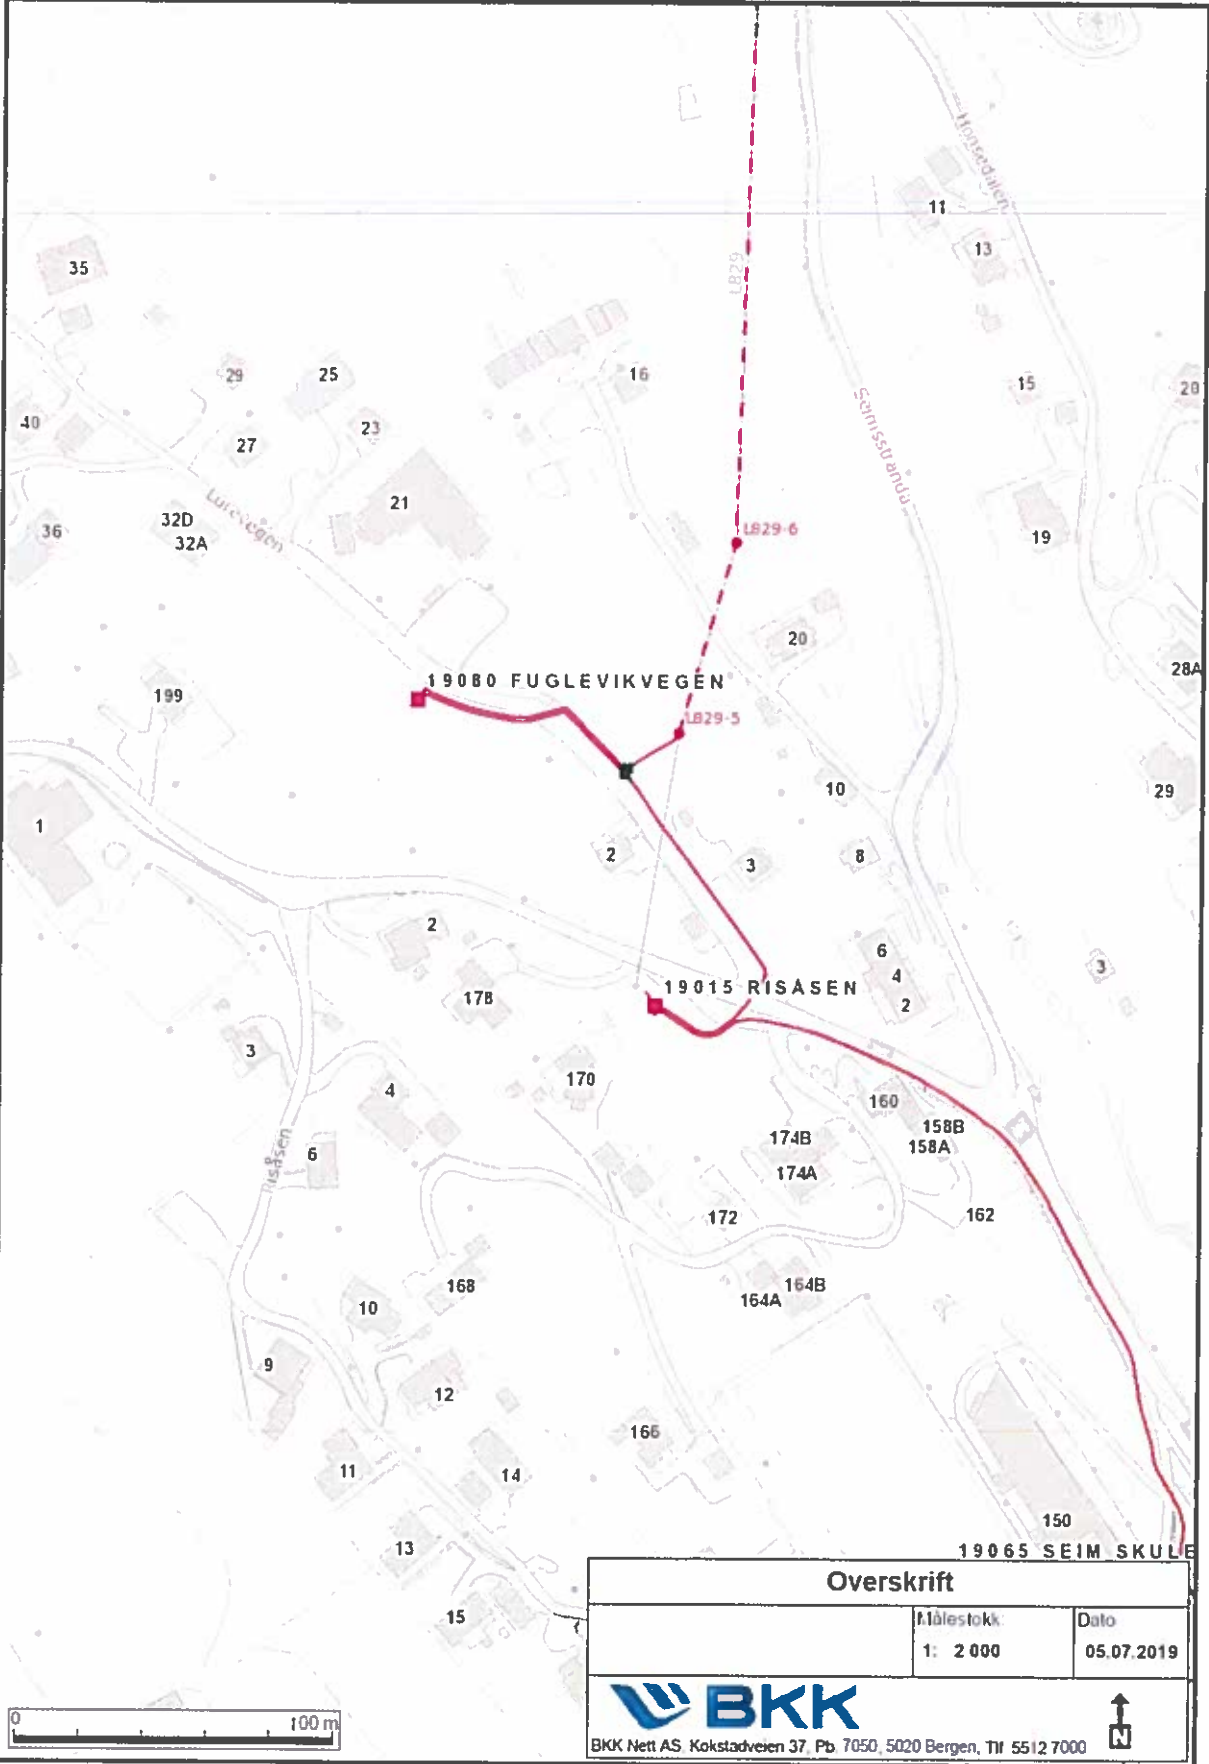 Honsedalen
11
13
L829
35
29
25
16
15
20
40
27
23
Seimsstranda
21
Lurevegen
36
32D
32A
19
L829-6
20
28A
199
19080 FUGLEVIKVEGEN
L829-5
10
29
1
2
3
8
2
6
4
2
3
178
19015 RISÅSEN
3
4
170
160
158B
158A
174B
174A
6
Risåsen
172
162
168
164B
164A
10
9
12
166
11
14
150
13
19065 SEIM SKULE
15
Overskrift
Målestokk
1: 2 000
Dato
05.07.2019
0
100 m
BKK
N
BKK Nett AS, Kokstadveien 37, Pb. 7050, 5020 Bergen, Tlf 5512 7000